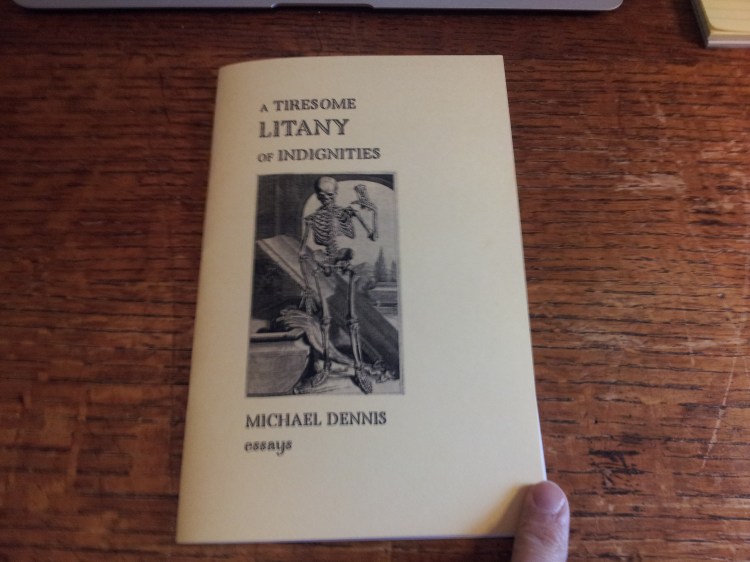 A TIRESOME
LITANY
OF INDIGNITIES
MICHAEL DENNIS
essays